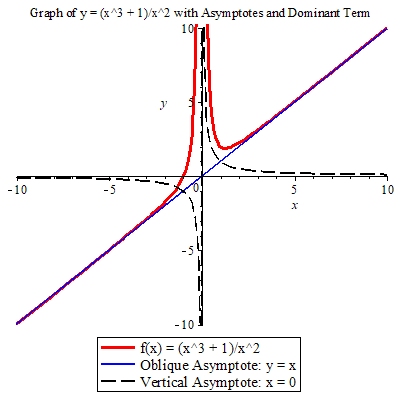 Graph of y = (x^3 + 1)/x^2 with Asymptotes and Dominant Term
10
y
5
-10
-5
0
5
10
x
-5
-10
f(x) = (x^3 + 1)/x^2
Oblique Asymptote: y = x
Vertical Asymptote: x = 0